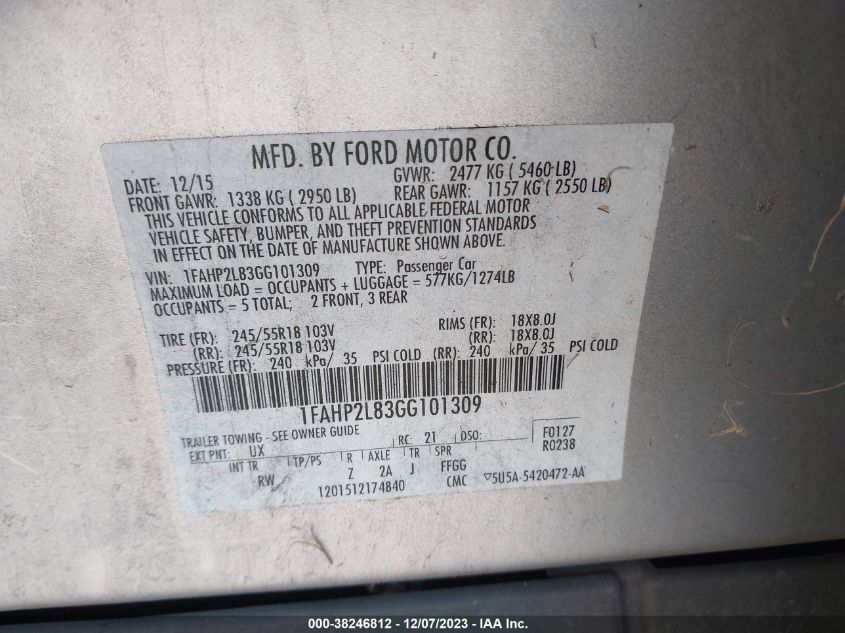 MFD. BY FORD MOTOR CO.
DATE: 12/15 GVWR: 2477 KG ( 5460 LB)
FRONT GAWR: 1338 KG ( 2950 LB) REAR GAWR: 1157 KG ( 2550 LB)
THIS VEHICLE CONFORMS TO ALL APPLICABLE FEDERAL MOTOR
VEHICLE SAFETY, BUMPER, AND THEFT PREVENTION STANDARDS
IN EFFECT ON THE DATE OF MANUFACTURE SHOWN ABOVE.
VIN: 1FAHP2L83GG101309 TYPE: Passenger Car
MAXIMUM LOAD = OCCUPANTS + LUGGAGE = 577KG/1274LB
OCCUPANTS = 5 TOTAL; 2 FRONT, 3 REAR
TIRE (FR): 245/55R18 103V RIMS (FR): 18X8.0J
(RR): 245/55R18 103V (RR): 18X8.0J
PRESSURE (FR): 240 kPa/ 35 PSI COLD (RR): 240 kPa/ 35 PSI COLD
1FAHP2L83GG101309
TRAILER TOWING - SEE OWNER GUIDE
EXT PNT: UX RC: 21 DSO: F0127
R0238
INT TR TP/PS R AXLE TR SPR
RW Z 2A J FFGG
1201512174840 CMC ▽5U5A-5420472-AA
000-38246812 - 12/07/2023 - IAA Inc.